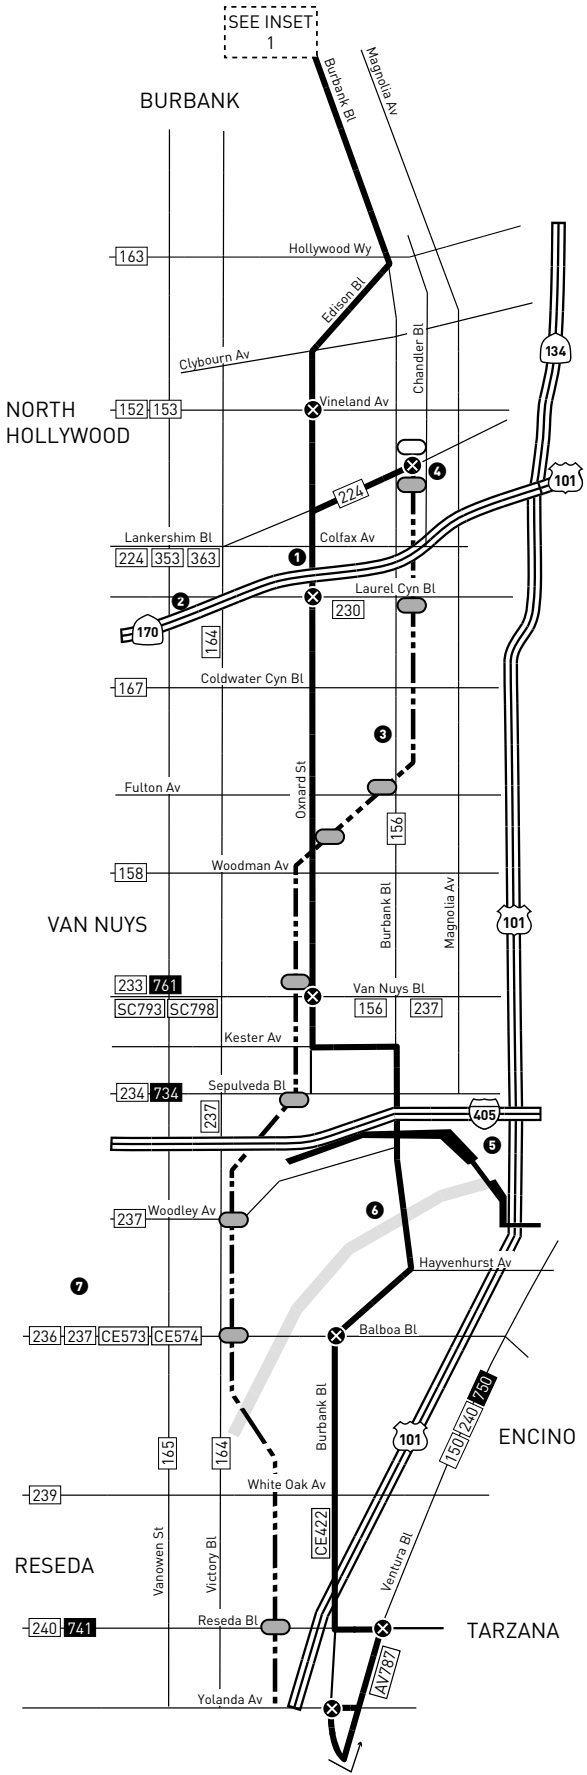 SEE INSET
1
Burbank Bl
Magnolia Av
BURBANK
163
Hollywood Wy
Edison Bl
134
Chandler Bl
Clybourn Av
NORTH
HOLLYWOOD
152 153
Vineland Av
4
101
224
Lankershim Bl
Colfax Av
224 353 363
1
Laurel Cyn Bl
2
230
170
164
167
Coldwater Cyn Bl
3
Oxnard St
Fulton Av
156
158
Woodman Av
Burbank Bl
Magnolia Av
101
VAN NUYS
233 761
Van Nuys Bl
SC793 SC798
156
237
Kester Av
234 734
Sepulveda Bl
237
405
5
237
Woodley Av
6
Hayvenhurst Av
7
236 237 CE573 CE574
Balboa Bl
Burbank Bl
150 240 750
101
ENCINO
165
164
239
White Oak Av
CE422
RESEDA
Vanowen St
Victory Bl
Ventura Bl
240 741
Reseda Bl
TARZANA
AV787
Yolanda Av